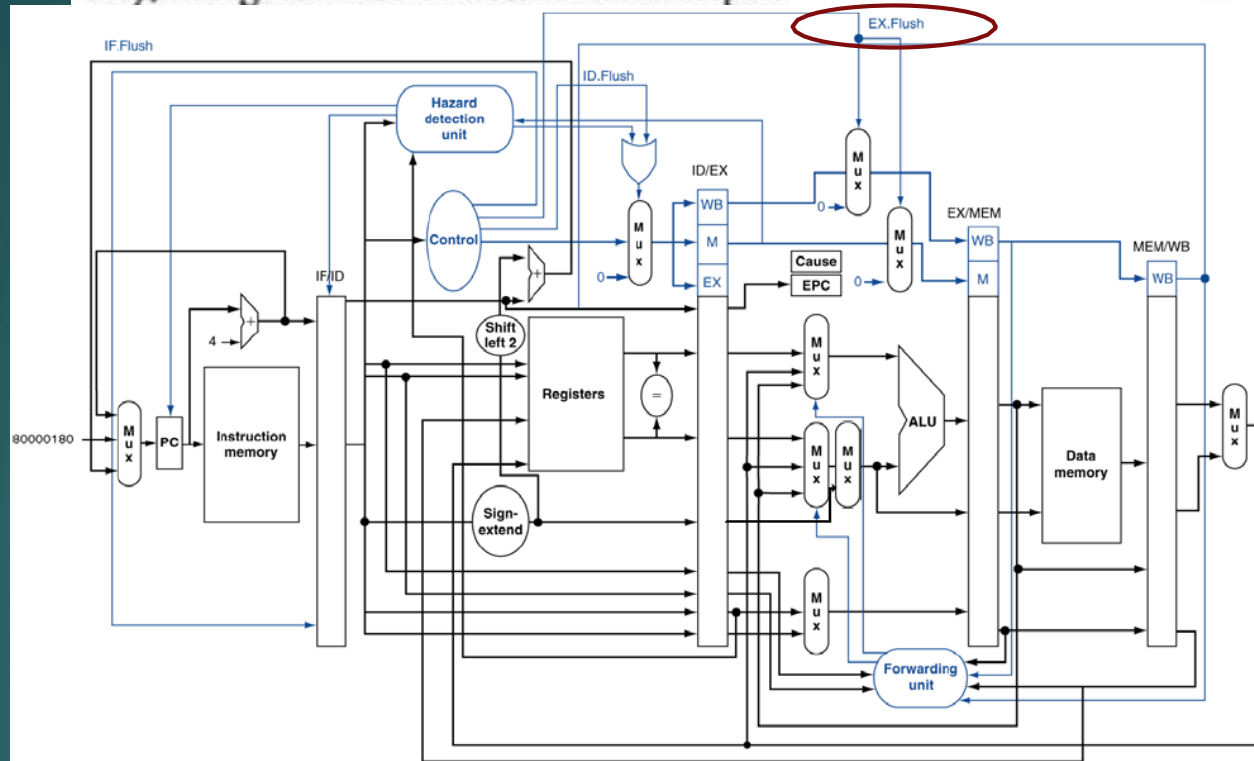 EX.Flush
IF.Flush
ID.Flush
Hazard
detection
unit
M
u
x
ID/EX
WB
0
EX/MEM
Control
M
u
x
M
M
u
x
WB
MEM/WB
Cause
IF/ID
+
0
EX
EPC
0
M
WB
+
4
Shift
left 2
M
u
x
Registers
=
M
u
x
80000180
M
u
x
PC
Instruction
memory
ALU
M
u
x
M
u
x
Data
memory
M
u
x
Sign-
extend
M
u
x
Forwarding
unit